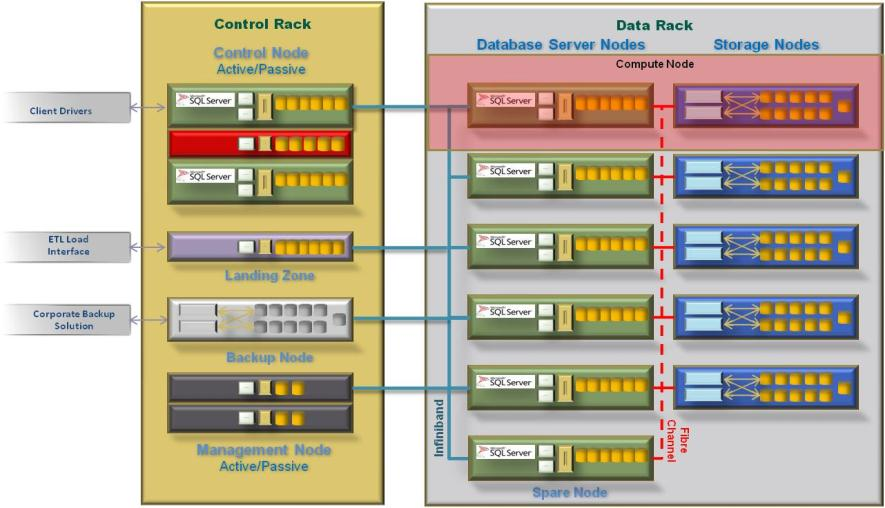 Control Rack
Control Node
Active/Passive
SQL Server
SQL Server
Landing Zone
Backup Node
Management Node
Active/Passive
Client Drivers
ETL Load
Interface
Corporate Backup
Solution
Data Rack
Database Server Nodes
Storage Nodes
Compute Node
SQL Server
SQL Server
SQL Server
SQL Server
SQL Server
SQL Server
Spare Node
Infiniband
Fibre
Channel